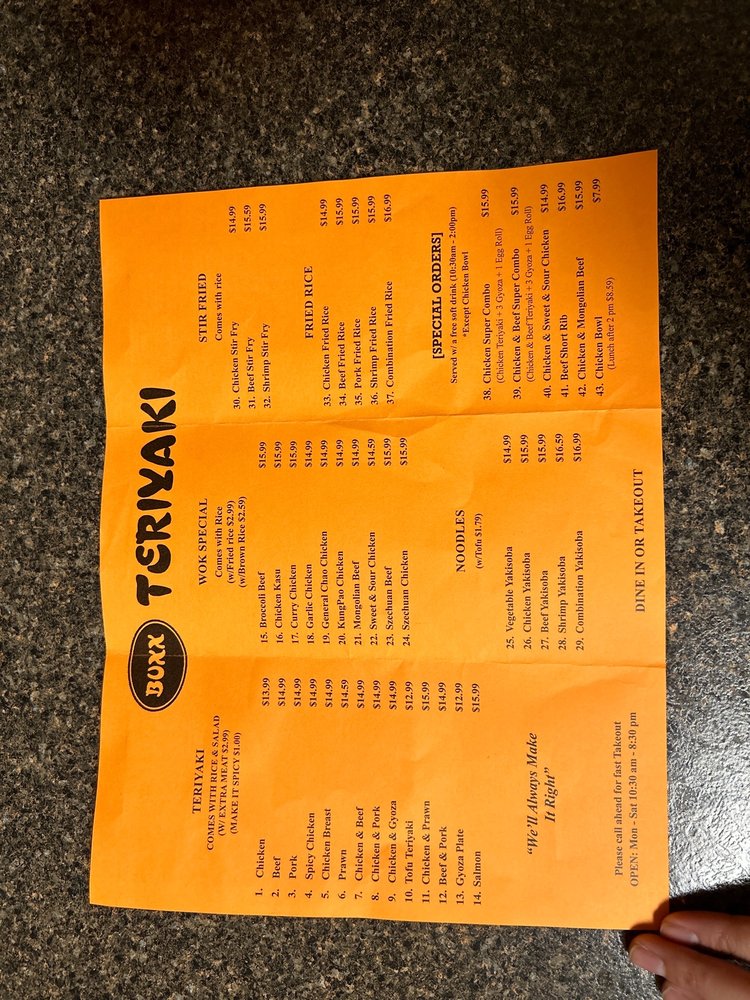 BUXX TERIYAKI
TERIYAKI
COMES WITH RICE & SALAD
(W/ EXTRA MEAT $2.99)
(MAKE IT SPICY $1.00)
1. Chicken $13.99
2. Beef $14.99
3. Pork $14.99
4. Spicy Chicken $14.99
5. Chicken Breast $14.99
6. Prawn $14.59
7. Chicken & Beef $14.99
8. Chicken & Pork $14.99
9. Chicken & Gyoza $14.99
10. Tofu Teriyaki $12.99
11. Chicken & Prawn $15.99
12. Beef & Pork $14.99
13. Gyoza Plate $12.99
14. Salmon $15.99
"We'll Always Make
It Right"
Please call ahead for fast Takeout
OPEN: Mon - Sat 10:30 am - 8:30 pm
WOK SPECIAL
Comes with Rice
(w/Fried rice $2.99)
(w/Brown Rice $2.59)
15. Broccoli Beef $15.99
16. Chicken Kasu $15.99
17. Curry Chicken $15.99
18. Garlic Chicken $14.99
19. General Chao Chicken $14.99
20. KungPao Chicken $14.99
21. Mongolian Beef $14.99
22. Sweet & Sour Chicken $14.59
23. Szechuan Beef $15.99
24. Szechuan Chicken $15.99
NOODLES
(w/Tofu $1.79)
25. Vegetable Yakisoba $14.99
26. Chicken Yakisoba $15.99
27. Beef Yakisoba $15.99
28. Shrimp Yakisoba $16.59
29. Combination Yakisoba $16.99
DINE IN OR TAKEOUT
STIR FRIED
Comes with rice
30. Chicken Stir Fry $14.99
31. Beef Stir Fry $15.59
32. Shrimp Stir Fry $15.99
FRIED RICE
33. Chicken Fried Rice $14.99
34. Beef Fried Rice $15.99
35. Pork Fried Rice $15.99
36. Shrimp Fried Rice $15.99
37. Combination Fried Rice $16.99
[SPECIAL ORDERS]
Served w/ a free soft drink (10:30am - 2:00pm)
*Except Chicken Bowl
38. Chicken Super Combo $15.99
(Chicken Teriyaki + 3 Gyoza + 1 Egg Roll)
39. Chicken & Beef Super Combo $15.99
(Chicken & Beef Teriyaki + 3 Gyoza + 1 Egg Roll)
40. Chicken & Sweet & Sour Chicken $14.99
41. Beef Short Rib $16.99
42. Chicken & Mongolian Beef $15.99
43. Chicken Bowl $7.99
(Lunch after 2 pm $8.59)